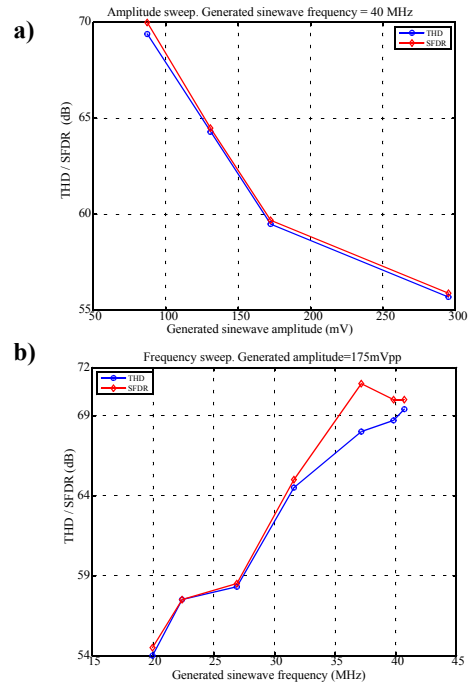 a)
Amplitude sweep. Generated sinewave frequency = 40 MHz
THD / SFDR (dB)
70
65
60
55
THD
SFDR
50
100
150
200
250
300
Generated sinewave amplitude (mV)
b)
Frequency sweep. Generated amplitude=175mVpp
THD / SFDR (dB)
72
69
64
59
54
THD
SFDR
15
20
25
30
35
40
45
Generated sinewave frequency (MHz)